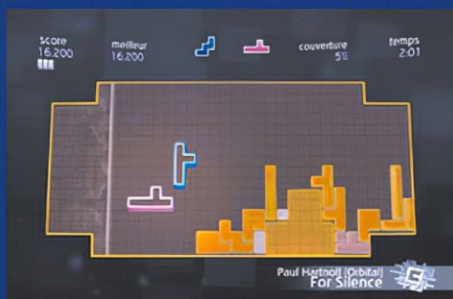 score
16.200
meilleur
16.200
couverture
5%
temps
2:01
Paul Hartnoll (Orbital)
For Silence